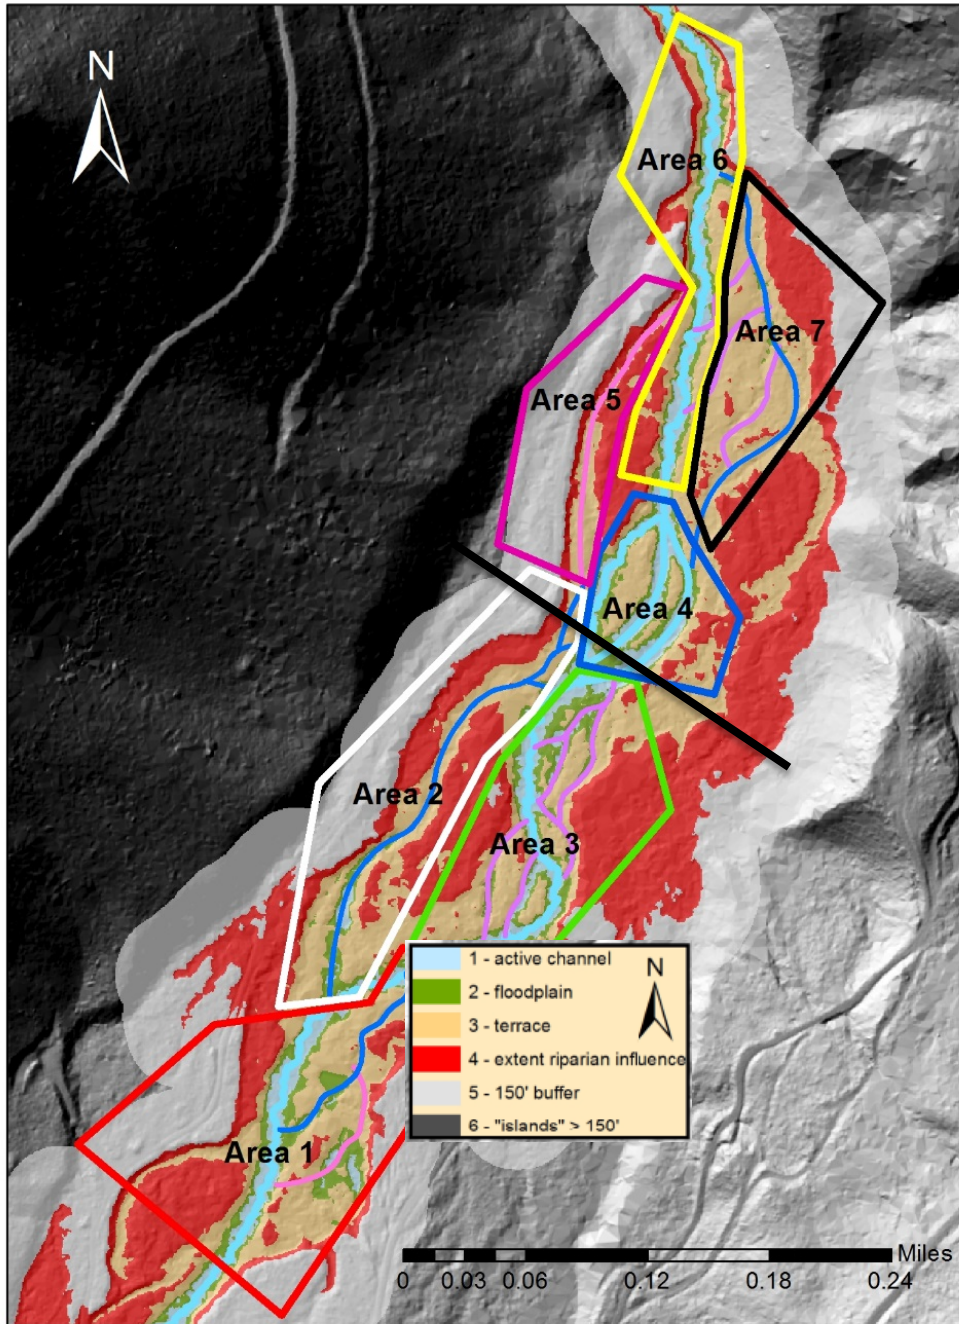 N
Area 6
Area 7
Area 5
Area 4
Area 2
Area 3
1 - active channel
N
2 - floodplain
3 - terrace
4 - extent riparian influence
5 - 150' buffer
6 - "islands" > 150'
Area 1
Miles
0 0.03 0.06 0.12 0.18 0.24